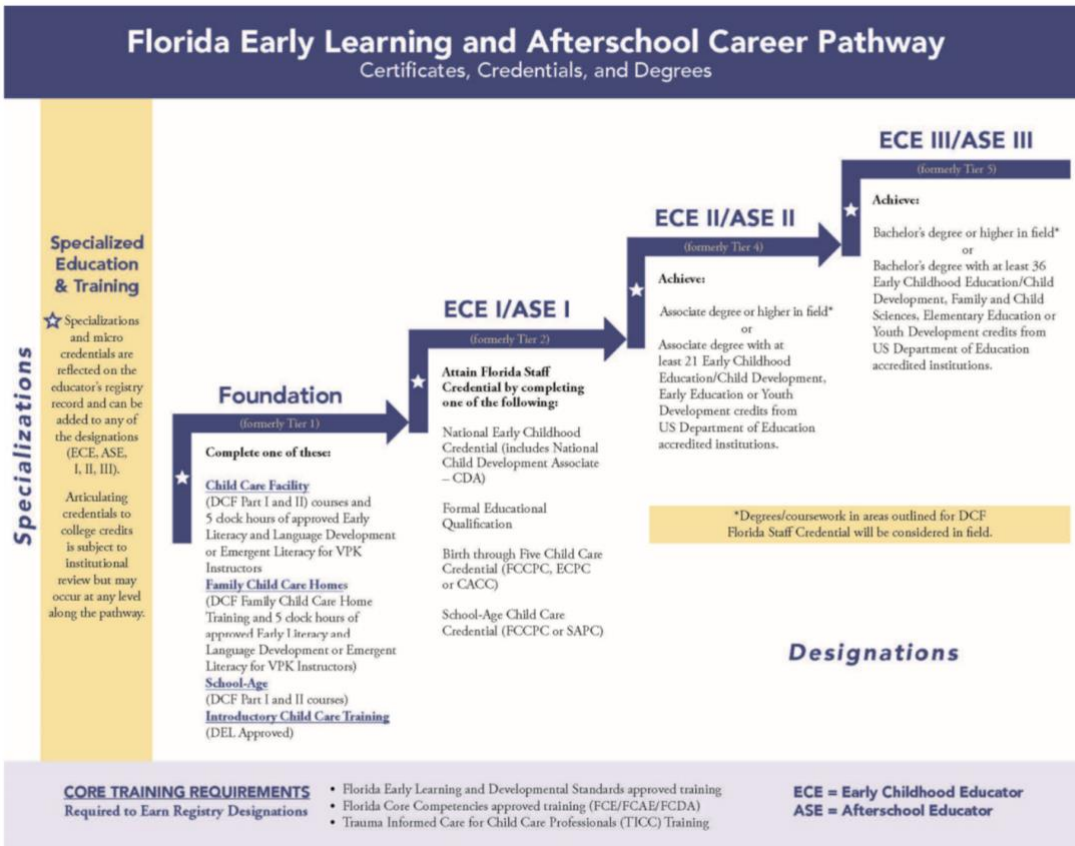 Florida Early Learning and Afterschool Career Pathway
Certificates, Credentials, and Degrees
Specializations
Specialized
Education
& Training
Specializations
and micro
credentials are
reflected on the
educator's registry
record and can be
added to any of
the designations
(ECE, ASE,
I, II, III).
Articulating
credentials to
college credits
is subject to
institutional
review but may
occur at any level
along the pathway.
Foundation
(formerly Tier 1)
Complete one of these:
Child Care Facility
(DCF Part I and II) courses and
5 clock hours of approved Early
Literacy and Language Development
or Emergent Literacy for VPK
Instructors
Family Child Care Homes
(DCF Family Child Care Home
Training and 5 clock hours of
approved Early Literacy and
Language Development or Emergent
Literacy for VPK Instructors)
School-Age
(DCF Part I and II courses)
Introductory Child Care Training
(DEL Approved)
ECE I/ASE I
(formerly Tier 2)
Attain Florida Staff
Credential by completing
one of the following:
National Early Childhood
Credential (includes National
Child Development Associate
– CDA)
Formal Educational
Qualification
Birth through Five Child Care
Credential (FCCPC, ECPC
or CACC)
School-Age Child Care
Credential (FCCPC or SAPC)
ECE II/ASE II
(formerly Tier 4)
Achieve:
Associate degree or higher in field*
or
Associate degree with at
least 21 Early Childhood
Education/Child Development,
Early Education or Youth
Development credits from
US Department of Education
accredited institutions.
ECE III/ASE III
(formerly Tier 5)
Achieve:
Bachelor's degree or higher in field*
or
Bachelor's degree with at least 36
Early Childhood Education/Child
Development, Family and Child
Sciences, Elementary Education or
Youth Development credits from
US Department of Education
accredited institutions.
*Degrees/coursework in areas outlined for DCF
Florida Staff Credential will be considered in field.
Designations
CORE TRAINING REQUIREMENTS
Required to Earn Registry Designations
• Florida Early Learning and Developmental Standards approved training
• Florida Core Competencies approved training (FCE/FCAE/FCDA)
• Trauma Informed Care for Child Care Professionals (TICC) Training
ECE = Early Childhood Educator
ASE = Afterschool Educator